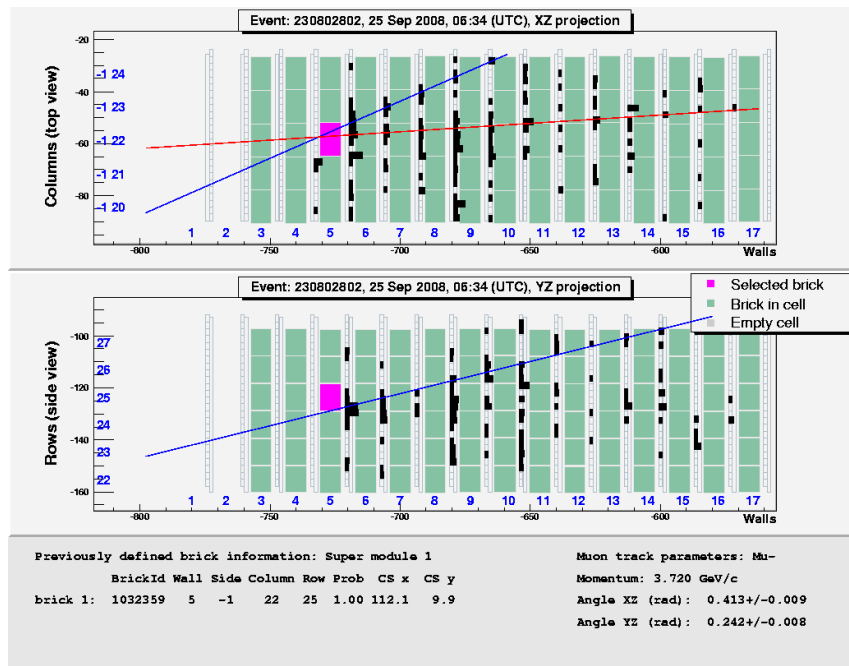 Event: 230802802, 25 Sep 2008, 06:34 (UTC), XZ projection
Columns (top view)
-20
-40
-60
-80
-1 24
-1 23
-1 22
-1 21
-1 20
1 2 3 4 5 6 7 8 9 10 11 12 13 14 15 16 17
-800 -750 -700 -650 Walls
Event: 230802802, 25 Sep 2008, 06:34 (UTC), YZ projection
Selected brick
Brick in cell
Empty cell
Rows (side view)
-100
-120
-140
-160
27
26
25
24
23
22
1 2 3 4 5 6 7 8 9 10 11 12 13 14 15 16 17
-800 -750 -700 -650 Walls
Previously defined brick information: Super module 1
BrickId Wall Side Column Row Prob CS x CS y
brick 1: 1032359 5 -1 22 25 1.00 112.1 9.9
Muon track parameters: Mu-
Momentum: 3.720 GeV/c
Angle XZ (rad): 0.413+/-0.009
Angle YZ (rad): 0.242+/-0.008